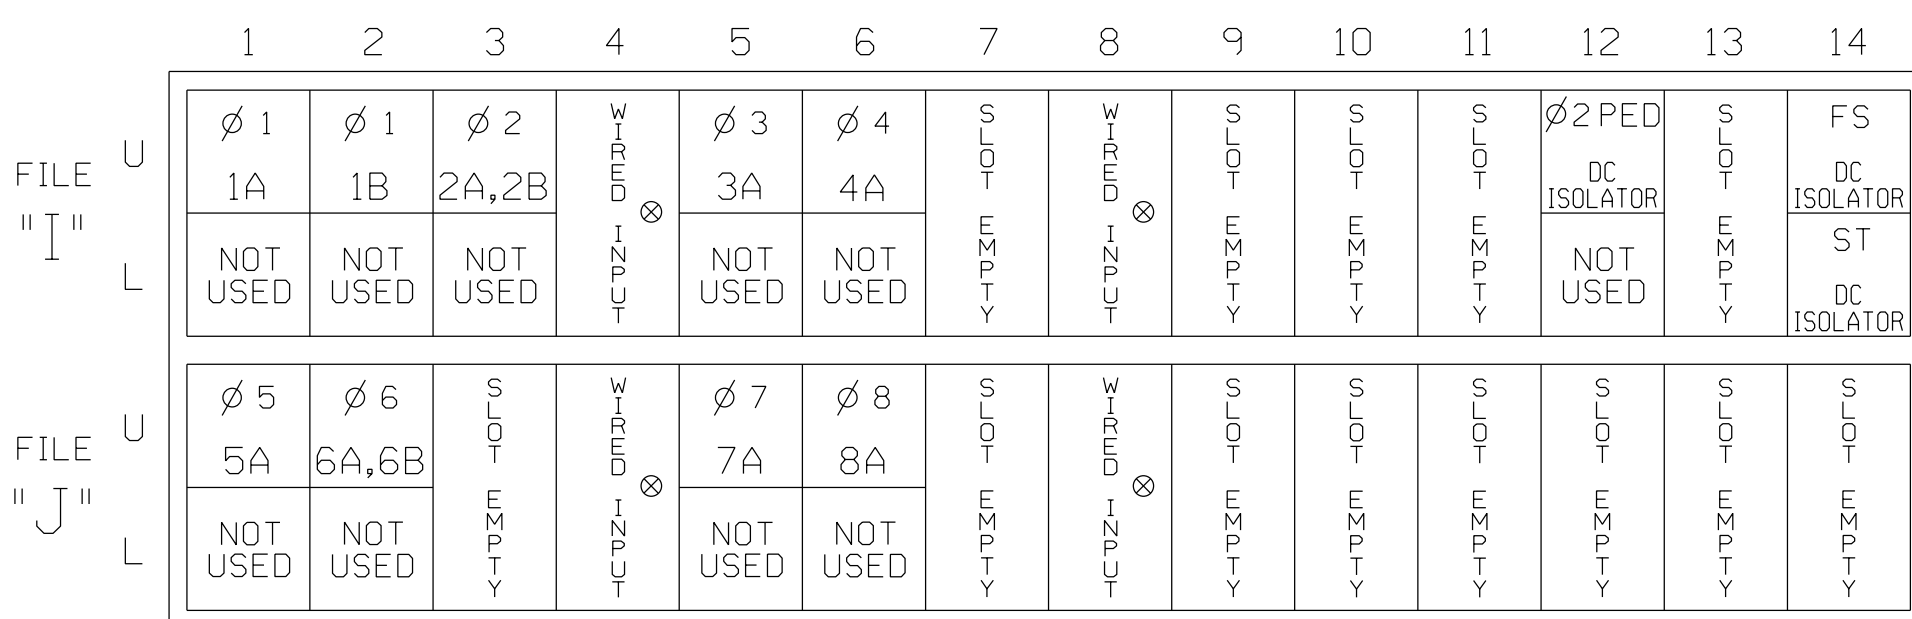 1 2 3 4 5 6 7 8 9 10 11 12 13 14
FILE "I"
U
L
Ø 1
1A
NOT
USED
Ø 1
1B
NOT
USED
Ø 2
2A,2B
NOT
USED
WIRED INPUT
Ø 3
3A
NOT
USED
Ø 4
4A
NOT
USED
SLOT EMPTY
WIRED INPUT
SLOT EMPTY
SLOT EMPTY
SLOT EMPTY
Ø2 PED
DC
ISOLATOR
NOT
USED
SLOT EMPTY
FS
DC
ISOLATOR
ST
DC
ISOLATOR
FILE "J"
U
L
Ø 5
5A
NOT
USED
Ø 6
6A,6B
NOT
USED
SLOT EMPTY
WIRED INPUT
Ø 7
7A
NOT
USED
Ø 8
8A
NOT
USED
SLOT EMPTY
WIRED INPUT
SLOT EMPTY
SLOT EMPTY
SLOT EMPTY
SLOT EMPTY
SLOT EMPTY
SLOT EMPTY